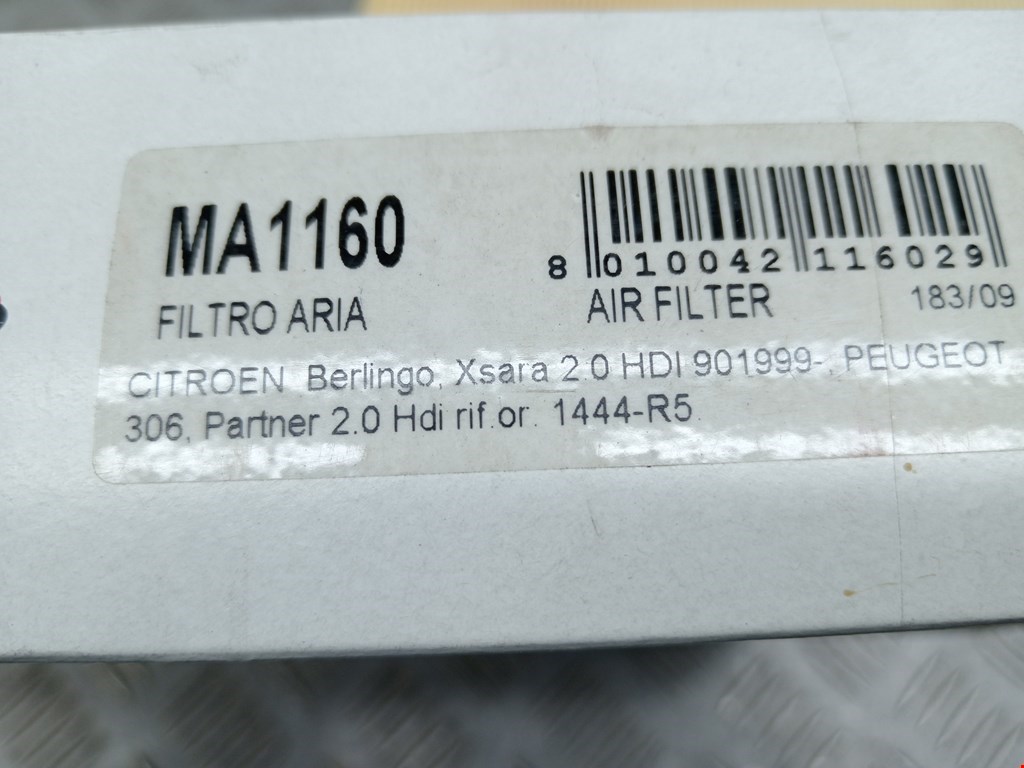 MA1160
8 010042 116029
FILTRO ARIA
AIR FILTER
183/09
CITROEN Berlingo, Xsara 2.0 HDI 901999-, PEUGEOT
306, Partner 2.0 Hdi rif.or. 1444-R5